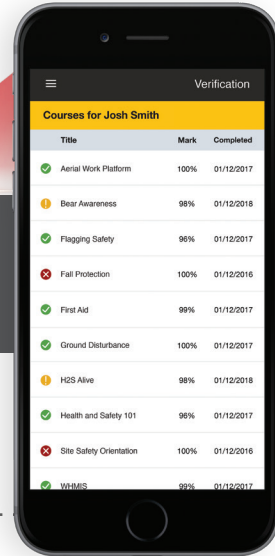 Verification
Courses for Josh Smith
Title Mark Completed
Aerial Work Platform 100% 01/12/2017
Bear Awareness 98% 01/12/2018
Flagging Safety 96% 01/12/2017
Fall Protection 100% 01/12/2016
First Aid 99% 01/12/2017
Ground Disturbance 100% 01/12/2017
H2S Alive 98% 01/12/2018
Health and Safety 101 96% 01/12/2017
Site Safety Orientation 100% 01/12/2016
WHMIS 99% 01/12/2017